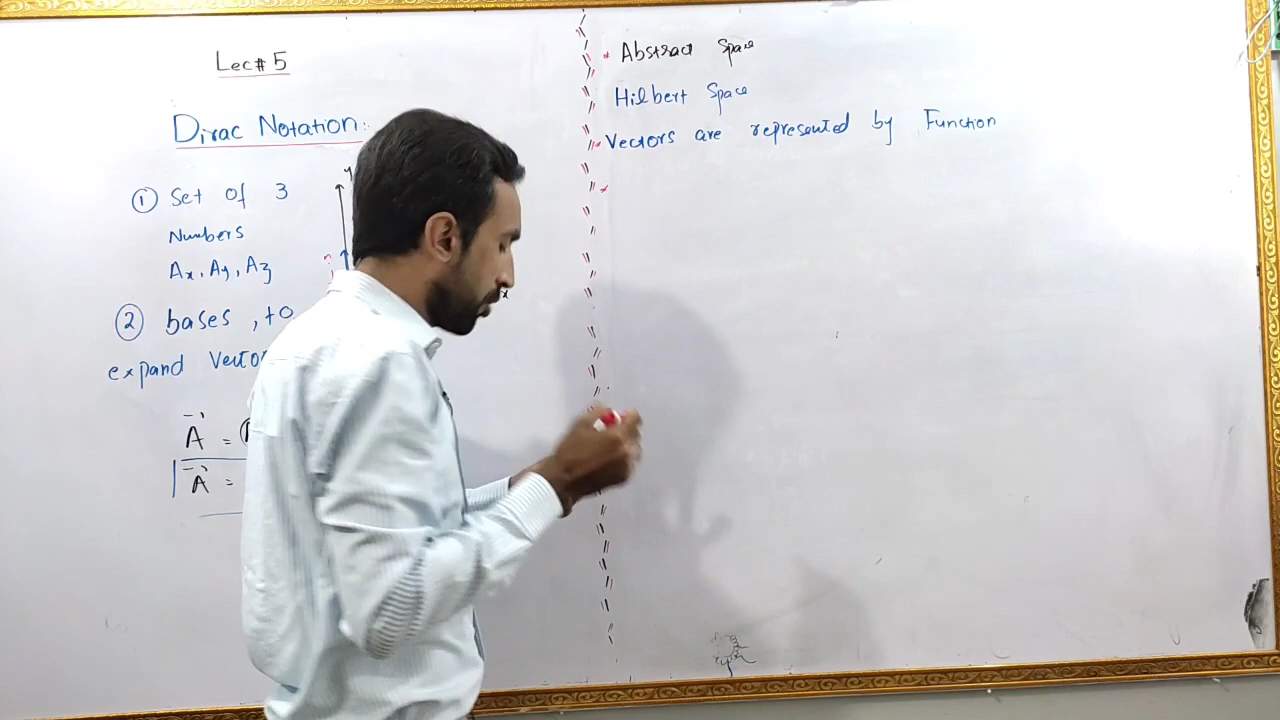 Lec # 5
Dirac Notation:
① Set of 3
Numbers
Ax, Ay, Az
② bases, to
expand
A =
A =
y
x
* Abstract Space
Hilbert Space
* Vectors are represented by Function
*